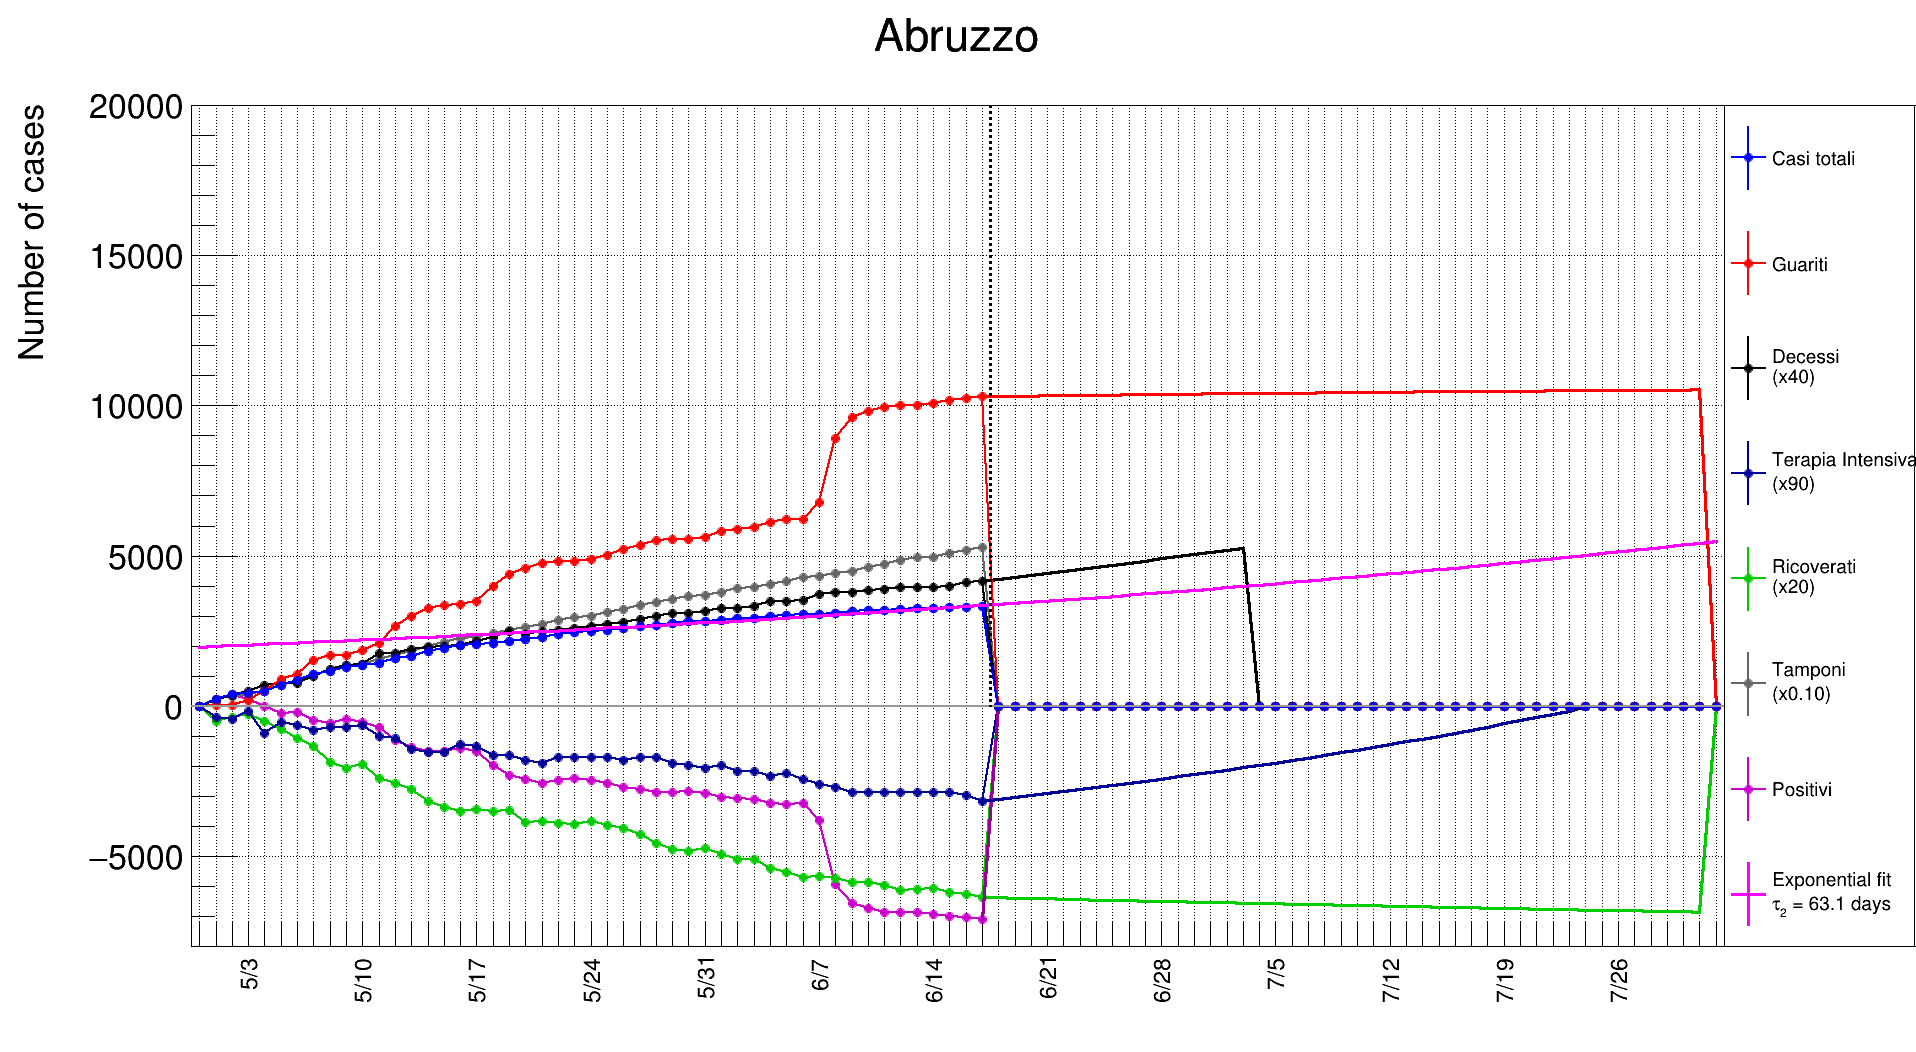 Abruzzo
Number of cases
20000
15000
10000
5000
0
−5000
5/3
5/10
5/17
5/24
5/31
6/7
6/14
6/21
6/28
7/5
7/12
7/19
7/26
Casi totali
Guariti
Decessi
(x40)
Terapia Intensiva
(x90)
Ricoverati
(x20)
Tamponi
(x0.10)
Positivi
Exponential fit
τ2 = 63.1 days